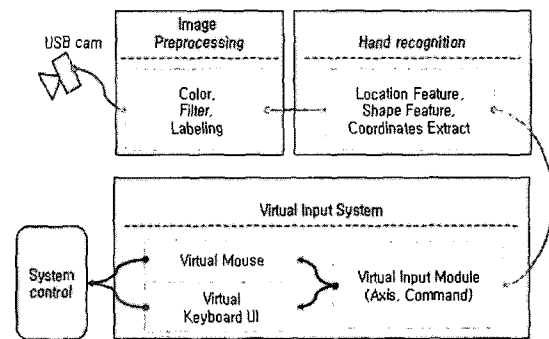 USB cam
Image
Preprocessing
Color,
Filter,
Labeling
Hand recognition
Location Feature,
Shape Feature,
Coordinates Extract
Virtual Input System
System
control
Virtual Mouse
Virtual
Keyboard UI
Virtual Input Module
(Axis, Command)